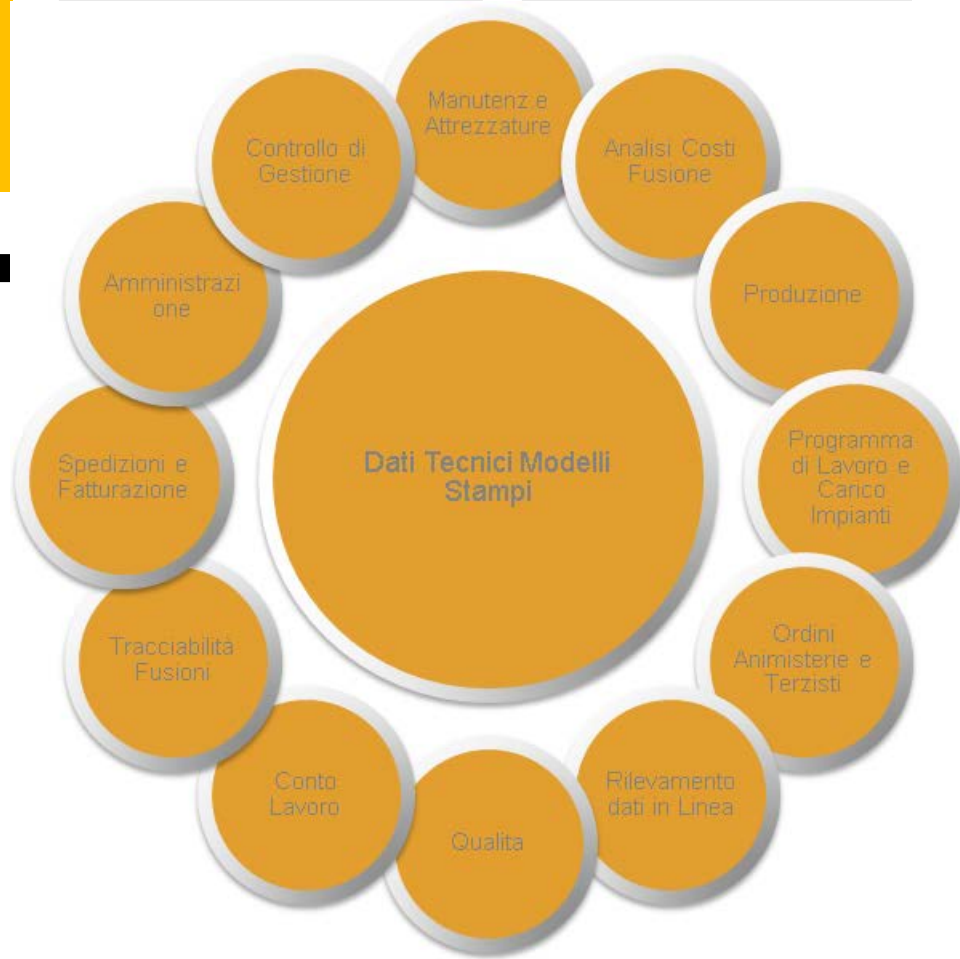 Manutenz e
Attrezzature
Analisi Costi
Fusione
Produzione
Programma
di Lavoro e
Carico
Impianti
Ordini
Animisterie e
Terzisti
Rilevamento
dati in Linea
Qualita
Conto
Lavoro
Tracciabilità
Fusioni
Spedizioni e
Fatturazione
Amministrazi
one
Controllo di
Gestione
Dati Tecnici Modelli
Stampi